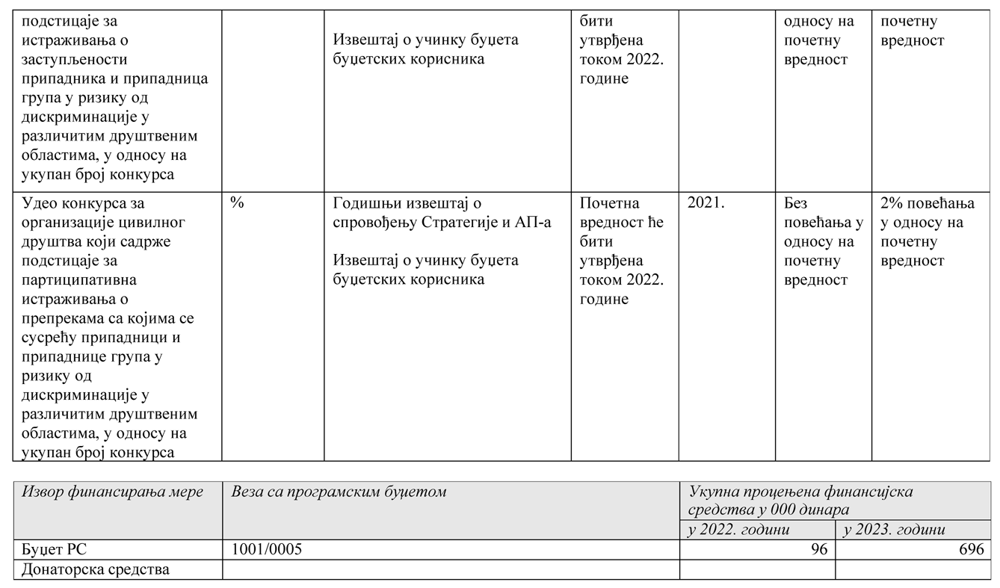 подстицаје за
истраживања о
заступљености
припадника и припадница
група у ризику од
дискриминације у
различитим друштвеним
областима, у односу на
укупан број конкурса
Извештај о учинку буџета
буџетских корисника
бити
утврђена
током 2022.
године
односу на
почетну
вредност
почетну
вредност
Удео конкурса за
организације цивилног
друштва који садрже
подстицаје за
партиципативна
истраживања о
препрекама са којима се
сусрећу припадници и
припаднице група у
ризику од
дискриминације у
различитим друштвеним
областима, у односу на
укупан број конкурса
%
Годишњи извештај о
спровођењу Стратегије и АП-а
Извештај о учинку буџета
буџетских корисника
Почетна
вредност ће
бити
утврђена
током 2022.
године
2021.
Без
повећања у
односу на
почетну
вредност
2% повећања
у односу на
почетну
вредност
Извор финансирања мере
Веза са програмским буџетом
Укупна процењена финансијска
средства у 000 динара
у 2022. години
у 2023. години
Буџет РС
1001/0005
96
696
Донаторска средства